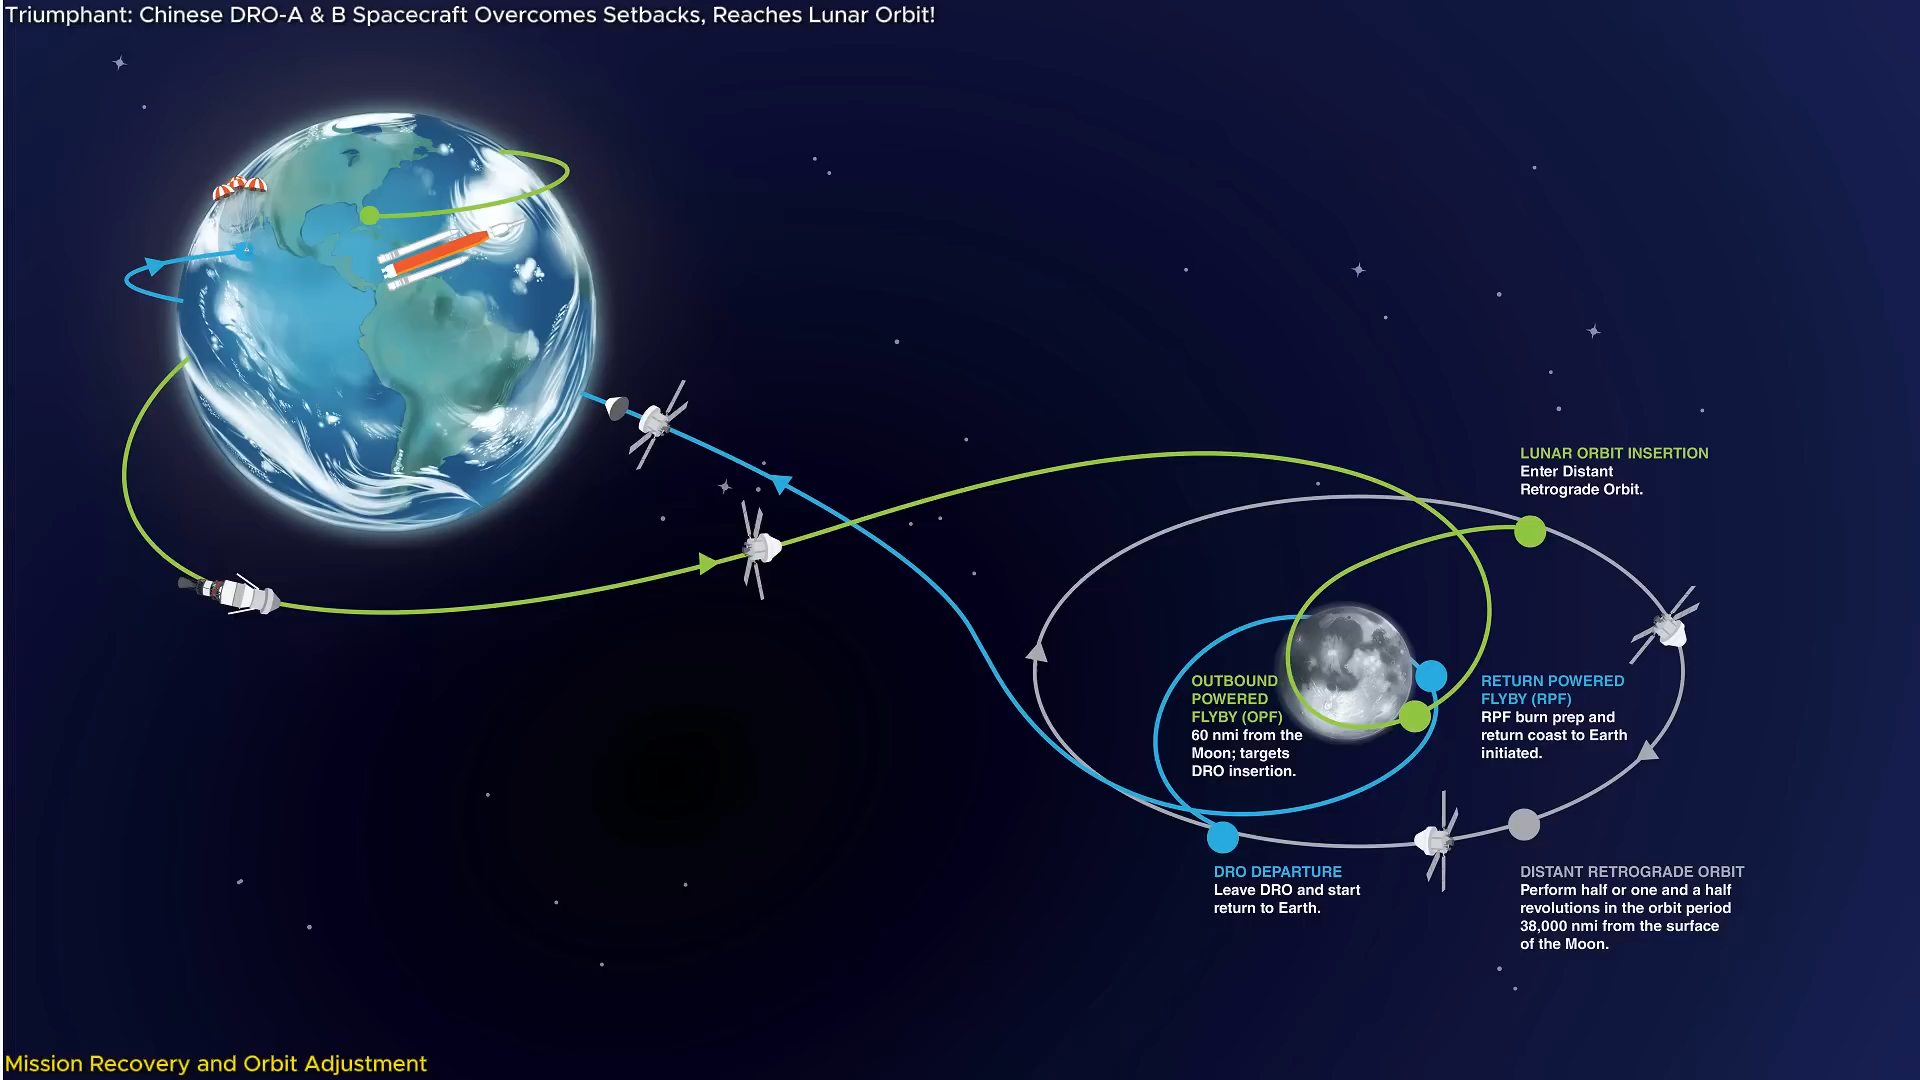 Triumphant: Chinese DRO-A & B Spacecraft Overcomes Setbacks, Reaches Lunar Orbit!
LUNAR ORBIT INSERTION
Enter Distant
Retrograde Orbit.
OUTBOUND
POWERED
FLYBY (OPF)
60 nmi from the
Moon; targets
DRO insertion.
RETURN POWERED
FLYBY (RPF)
RPF burn prep and
return coast to Earth
initiated.
DRO DEPARTURE
Leave DRO and start
return to Earth.
DISTANT RETROGRADE ORBIT
Perform half or one and a half
revolutions in the orbit period
38,000 nmi from the surface
of the Moon.
Mission Recovery and Orbit Adjustment